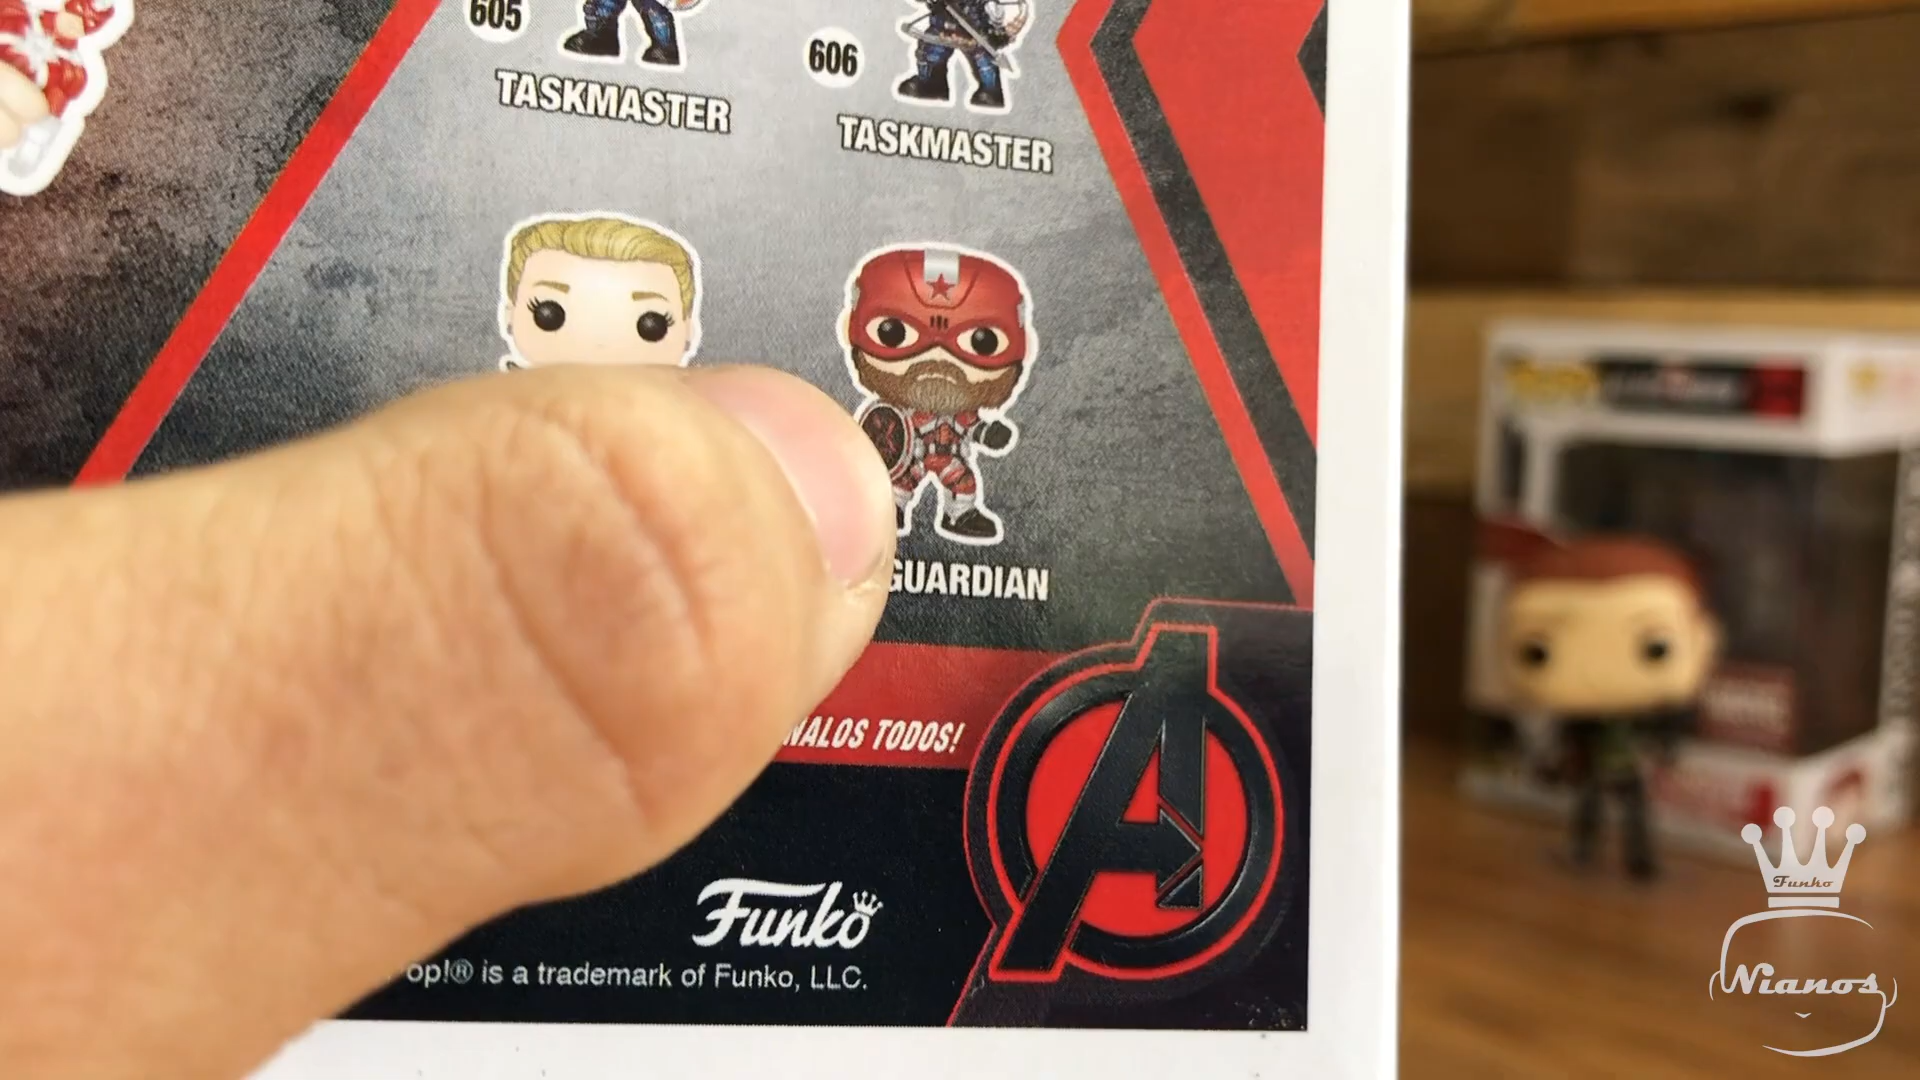 605
606
TASKMASTER
TASKMASTER
GUARDIAN
NALOS TODOS!
Funko
op!® is a trademark of Funko, LLC.
Funko
Nianos